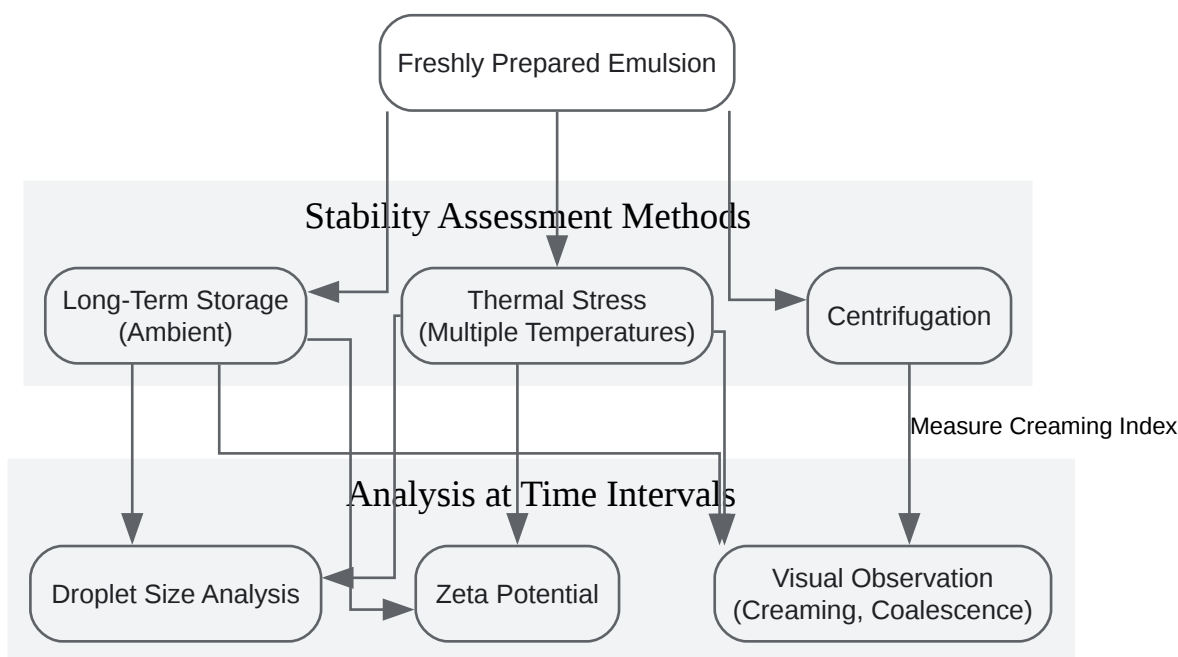 Freshly Prepared Emulsion
Stability Assessment Methods
Long-Term Storage
(Ambient)
Thermal Stress
(Multiple Temperatures)
Centrifugation
Measure Creaming Index
Analysis at Time Intervals
Droplet Size Analysis
Zeta Potential
Visual Observation
(Creaming, Coalescence)